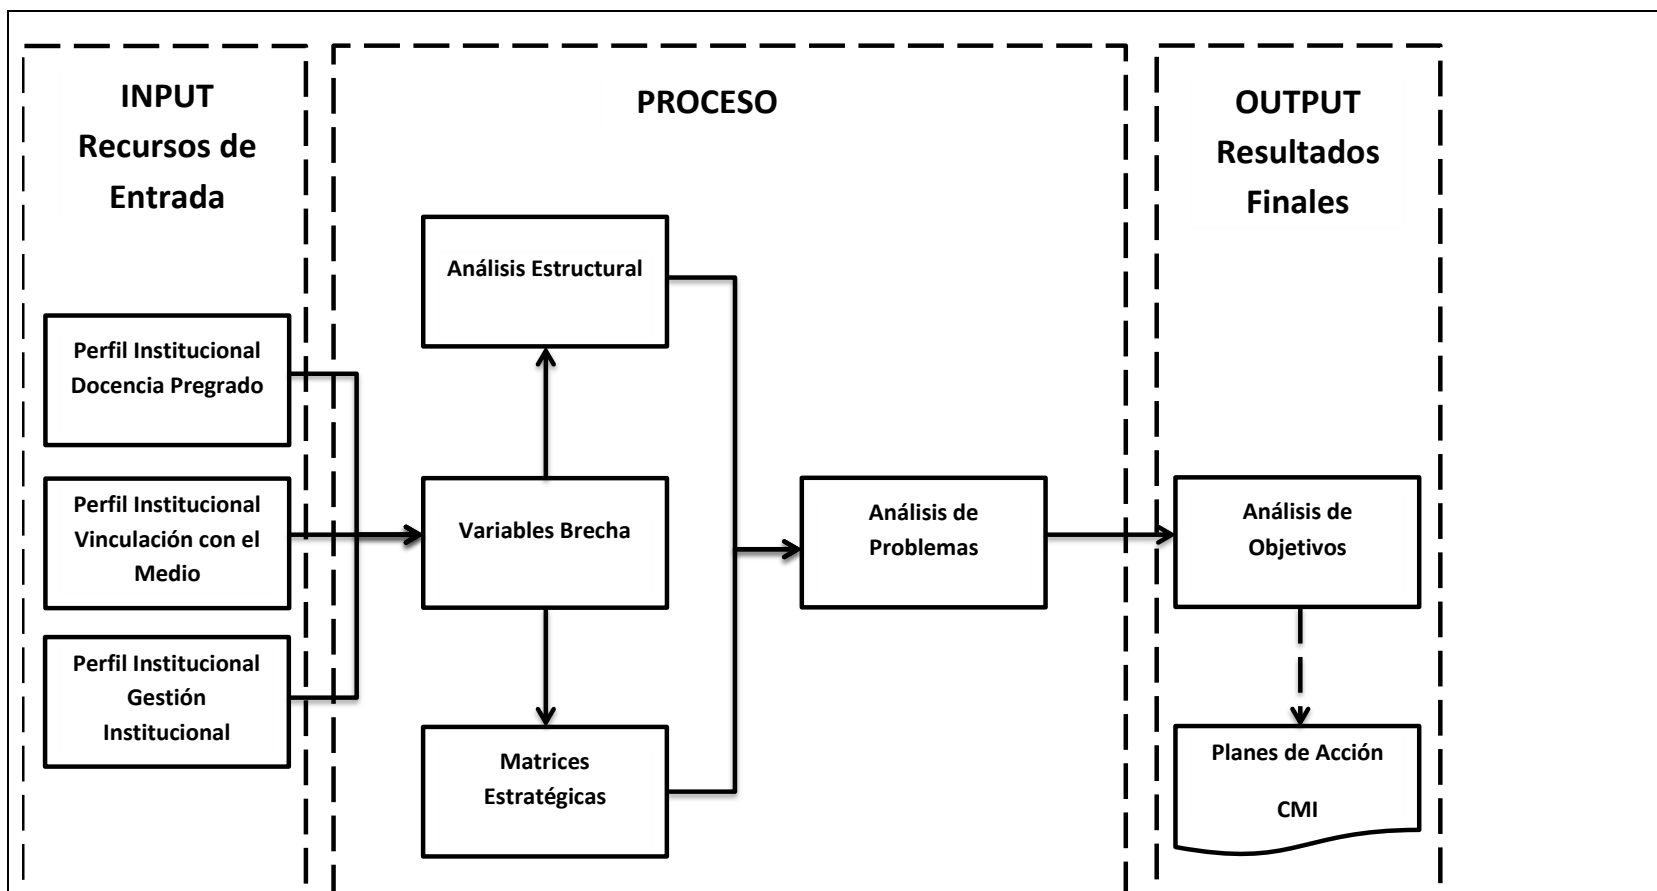 INPUT
Recursos de
Entrada
Perfil Institucional
Docencia Pregrado
Perfil Institucional
Vinculación con el
Medio
Perfil Institucional
Gestión
Institucional
PROCESO
Análisis Estructural
Variables Brecha
Matrices
Estratégicas
Análisis de
Problemas
OUTPUT
Resultados
Finales
Análisis de
Objetivos
Planes de Acción
CMI